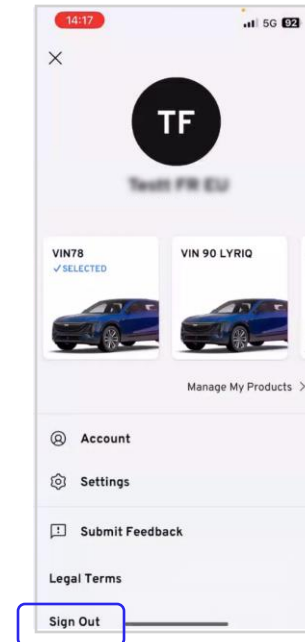 14:17
5G 92
TF
VIN78
✓SELECTED
VIN 90 LYRIQ
Manage My Products >
Account
Settings
Submit Feedback
Legal Terms
Sign Out